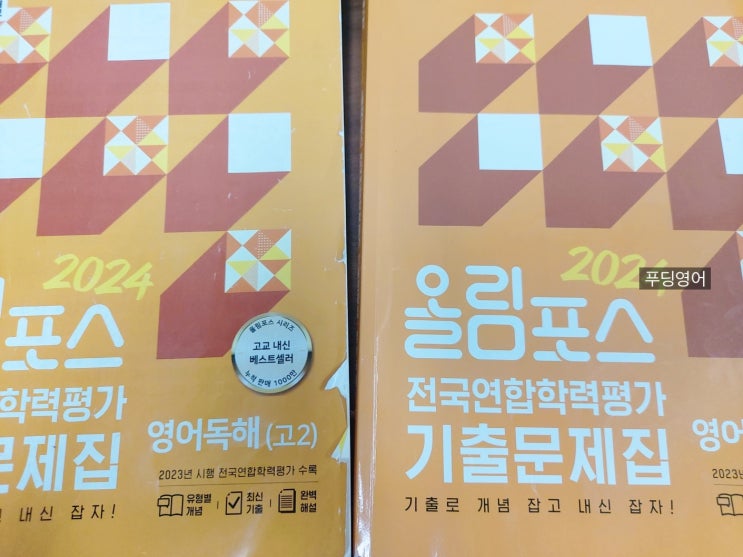 2024
림포스
학력평가
문제집
내신 잡자!
올림포스 시리즈
고교 내신
베스트셀러
누적 판매 1000만
영어독해 (고2)
2023년 시행 전국연합학력평가 수록
유형별
개념
최신
기출
완벽
해설
2024
푸딩영어
올림포스
전국연합학력평가
기출문제집
기출로 개념 잡고 내신 잡자!
영어
2023년